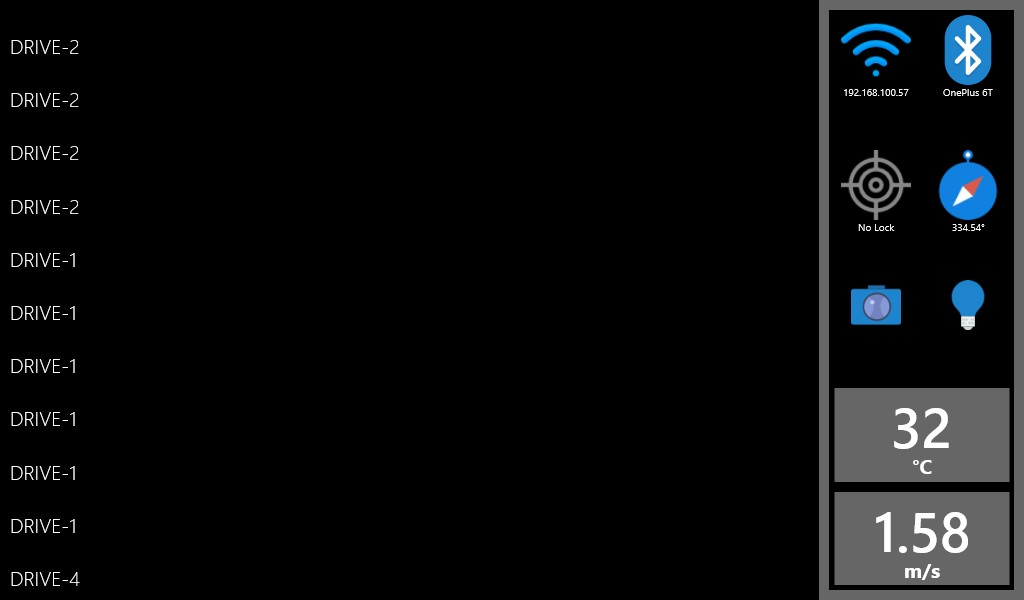 DRIVE-2
DRIVE-2
DRIVE-2
DRIVE-2
DRIVE-1
DRIVE-1
DRIVE-1
DRIVE-1
DRIVE-1
DRIVE-1
DRIVE-4
192.168.100.57
OnePlus 6T
No Lock
334.54°
32
°C
1.58
m/s